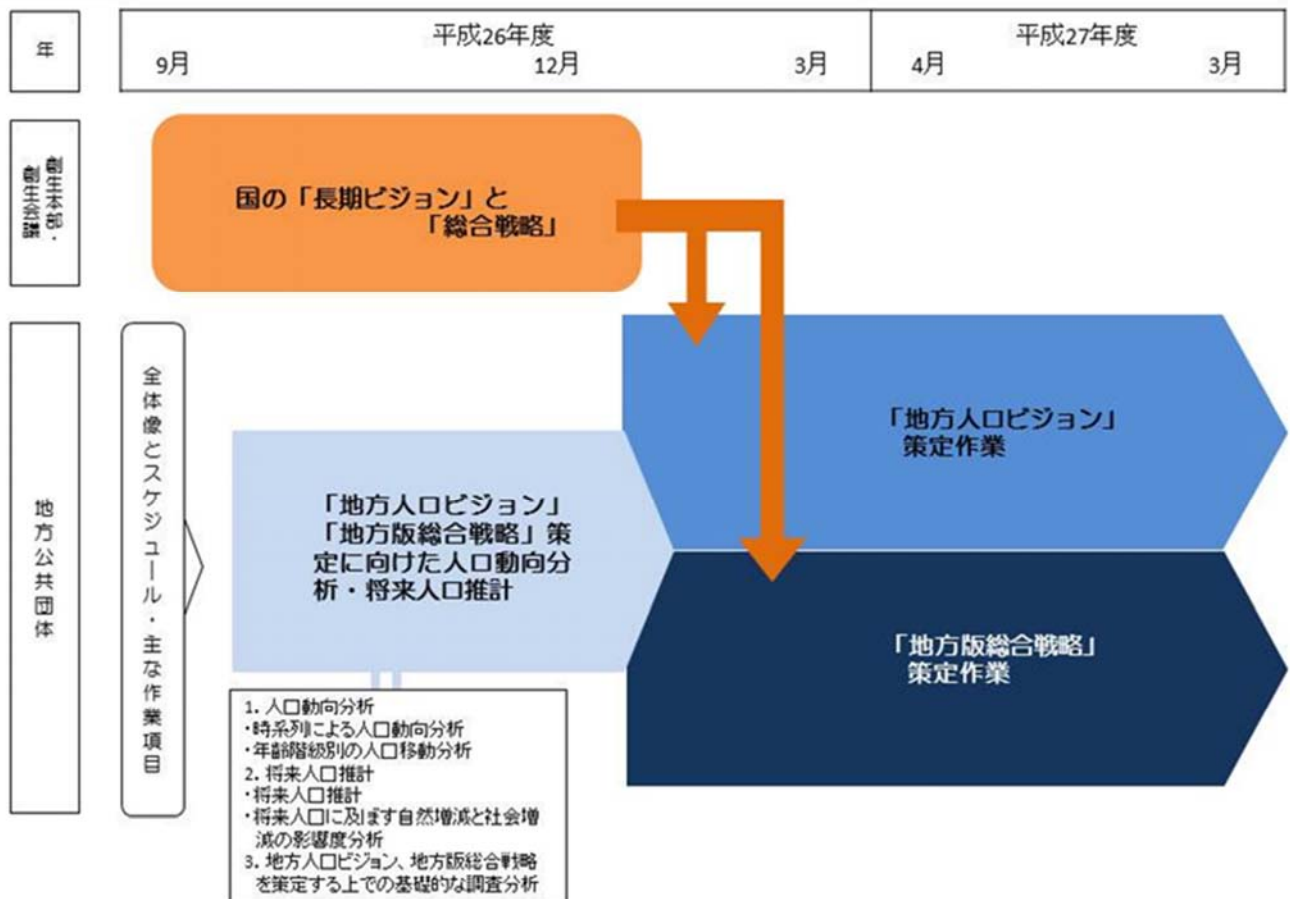 年
平成26年度
平成27年度
9月
12月
3月
4月
3月
創生本部・
創生会議
国の「長期ビジョン」と
「総合戦略」
地方公共団体
全体像とスケジュール・主な作業項目
「地方人口ビジョン」
「地方版総合戦略」策
定に向けた人口動向分
析・将来人口推計
「地方人口ビジョン」
策定作業
「地方版総合戦略」
策定作業
1. 人口動向分析
・時系列による人口動向分析
・年齢階級別の人口移動分析
2. 将来人口推計
・将来人口推計
・将来人口に及ぼす自然増減と社会増
減の影響度分析
3. 地方人口ビジョン、地方版総合戦略
を策定する上での基礎的な調査分析